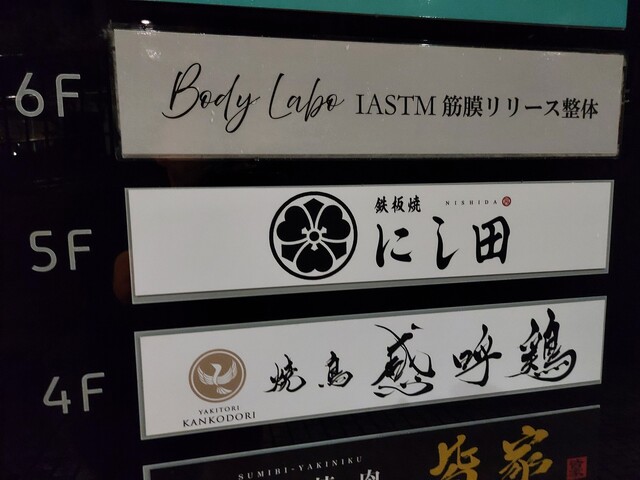 6F
Body Labo IASTM 筋膜リリース整体
5F
鉄板焼 NISHIDA
にし田
4F
焼鳥 感呼鶏
YAKITORI
KANKODORI
SUMIBI-YAKINIKU